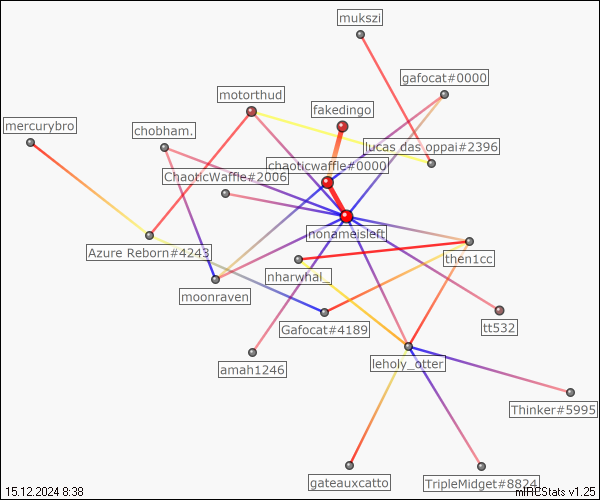 mukszi
gafocat#0000
motorthud
fakedingo
mercurybro
chobham.
lucas das oppai#2396
chaoticwaffle#0000
ChaoticWaffle#2006
nonameisleft
Azure Reborn#4243
then1cc
nharwhal_
moonraven
Gafocat#4189
tt532
amah1246
leholy_otter
Thinker#5995
gateauxcatto
TripleMidget#8824
15.12.2024 8:38
mIRCStats v1.25